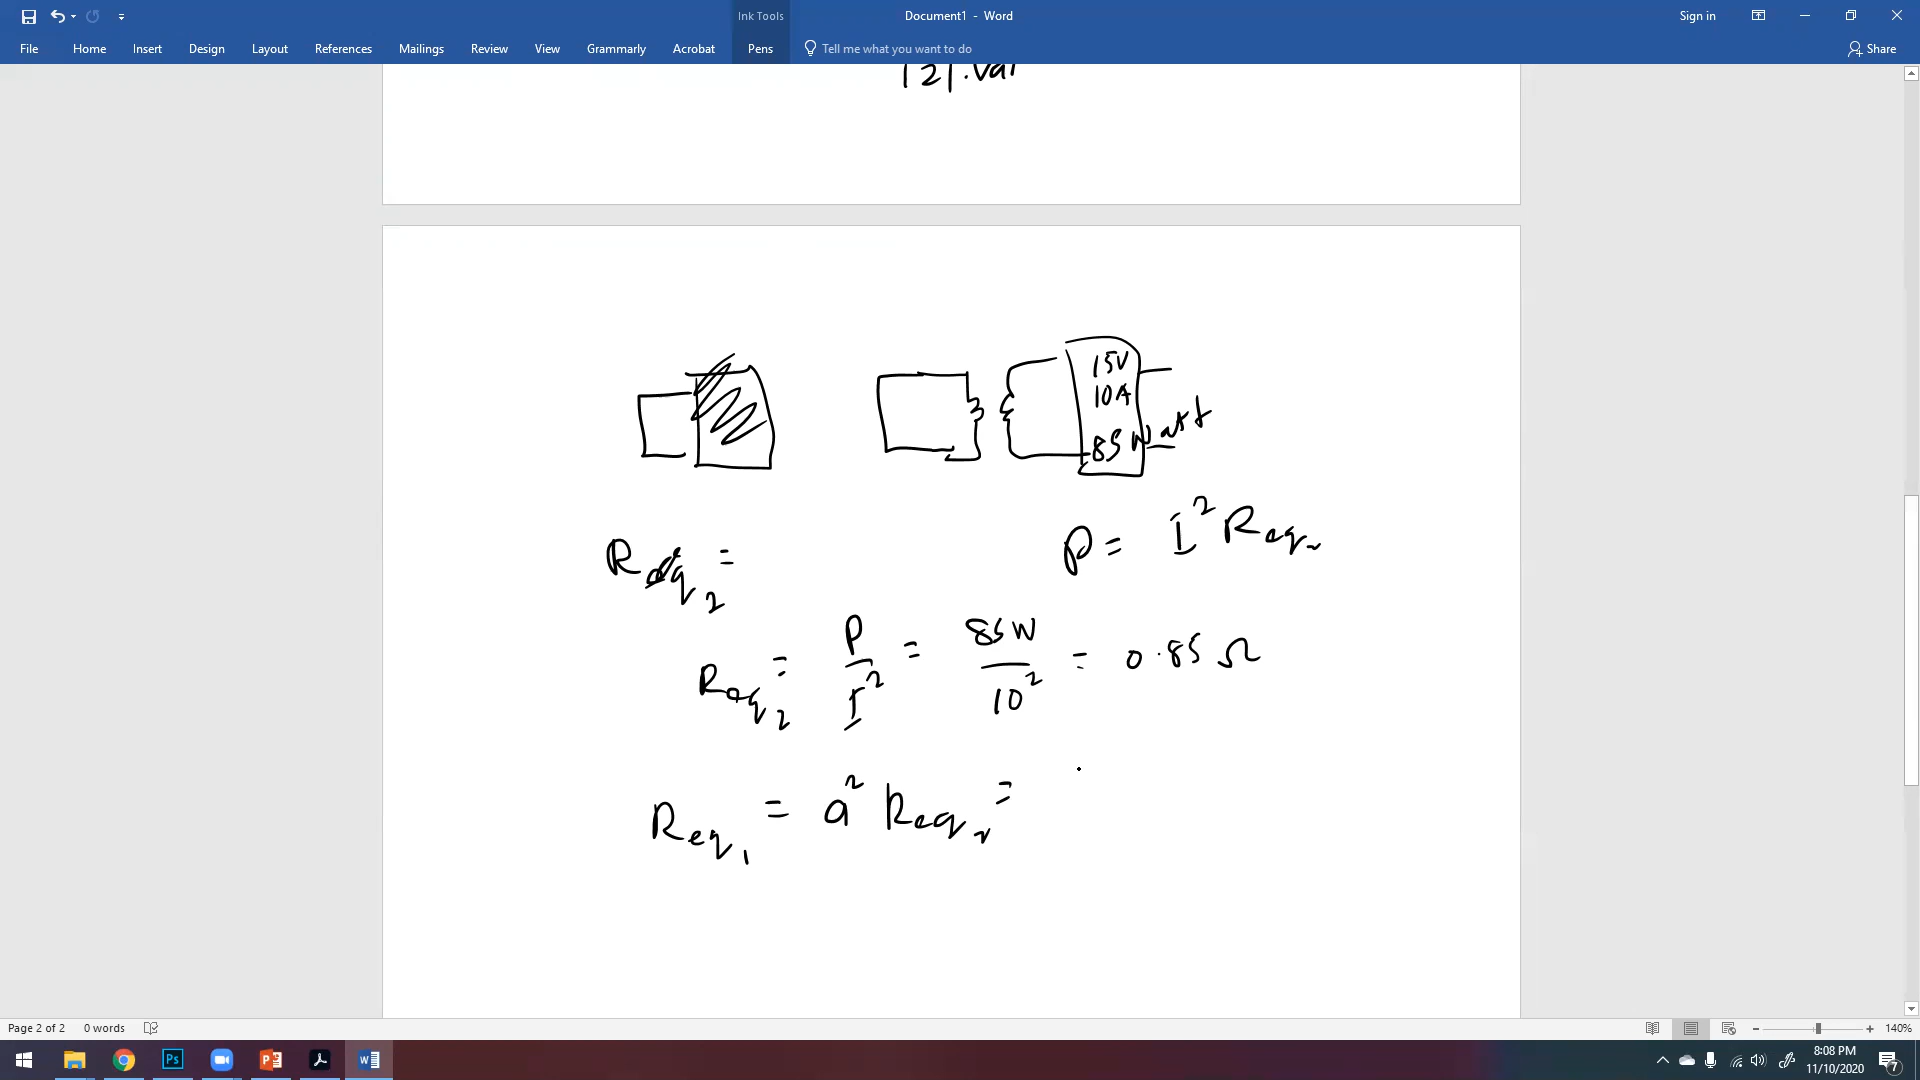 Ink Tools
Document1 - Word
Sign in
File Home Insert Design Layout References Mailings Review View Grammarly Acrobat Pens Tell me what you want to do Share
15V
10A
85 Watt
Req2 =
P = I² Req2
Req2 = P/I² = 85W/10² = 0.85 Ω
Req1 = a² Req2 =
Page 2 of 2 0 words 140%
8:08 PM
11/10/2020
7